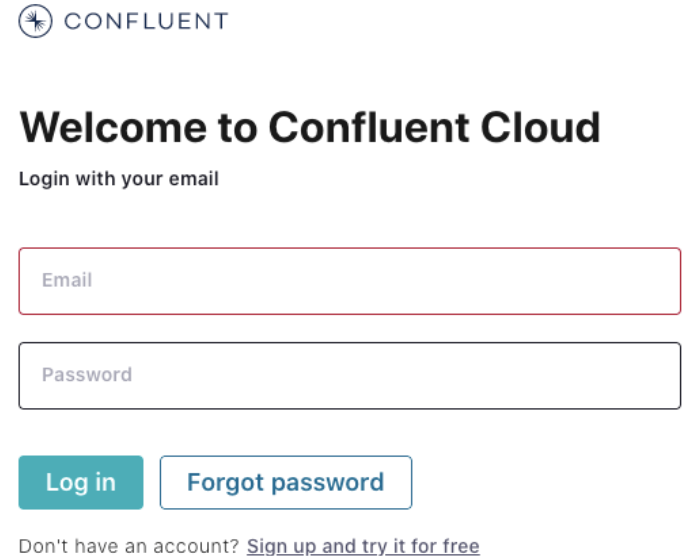 CONFLUENT
Welcome to Confluent Cloud
Login with your email
Email
Password
Log in Forgot password
Don't have an account? Sign up and try it for free